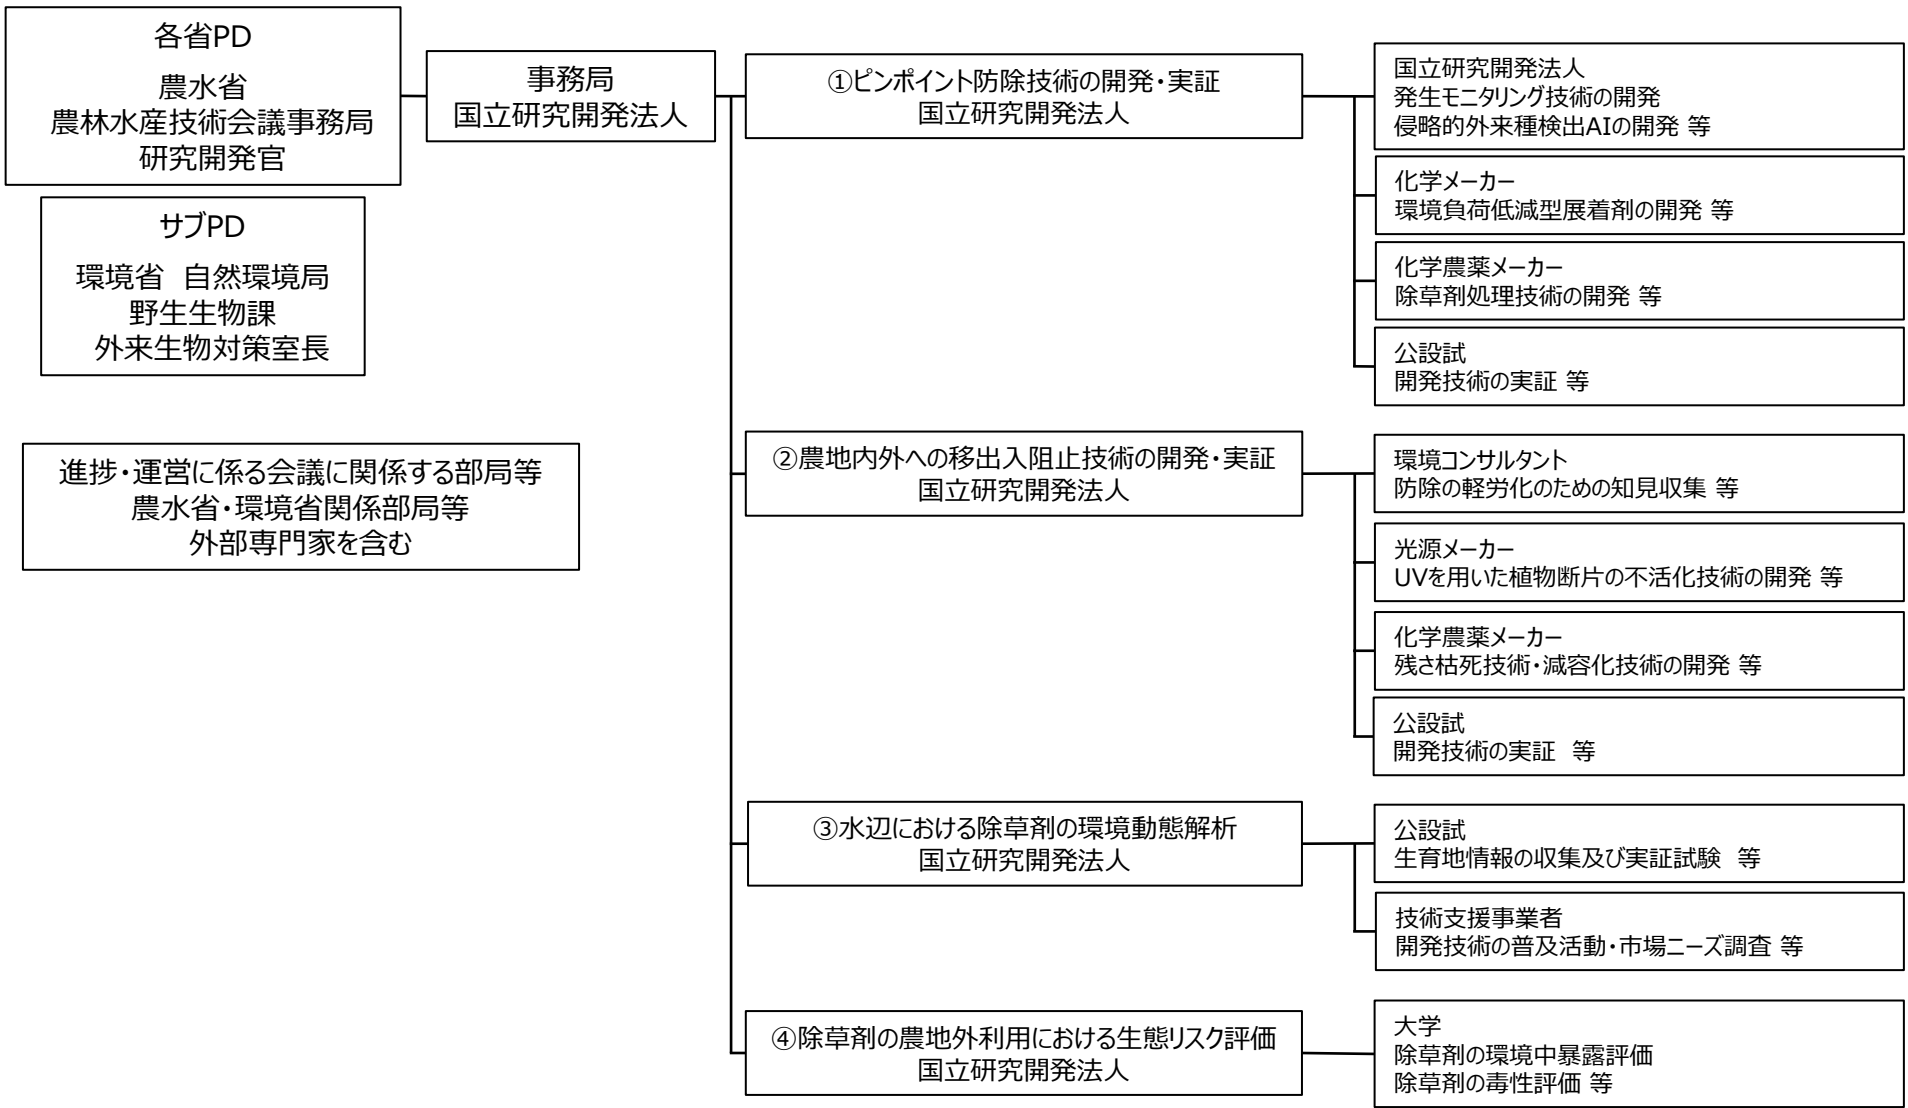 各省PD
農水省
農林水産技術会議事務局
研究開発官
サブPD
環境省 自然環境局
野生生物課
外来生物対策室長
進捗・運営に係る会議に関係する部局等
農水省・環境省関係部局等
外部専門家を含む
事務局
国立研究開発法人
①ピンポイント防除技術の開発・実証
国立研究開発法人
国立研究開発法人
発生モニタリング技術の開発
侵略的外来種検出AIの開発 等
化学メーカー
環境負荷低減型展着剤の開発 等
化学農薬メーカー
除草剤処理技術の開発 等
公設試
開発技術の実証 等
②農地内外への移出入阻止技術の開発・実証
国立研究開発法人
環境コンサルタント
防除の軽労化のための知見収集 等
光源メーカー
UVを用いた植物断片の不活化技術の開発 等
化学農薬メーカー
残さ枯死技術・減容化技術の開発 等
公設試
開発技術の実証 等
③水辺における除草剤の環境動態解析
国立研究開発法人
公設試
生育地情報の収集及び実証試験 等
技術支援事業者
開発技術の普及活動・市場ニーズ調査 等
④除草剤の農地外利用における生態リスク評価
国立研究開発法人
大学
除草剤の環境中暴露評価
除草剤の毒性評価 等